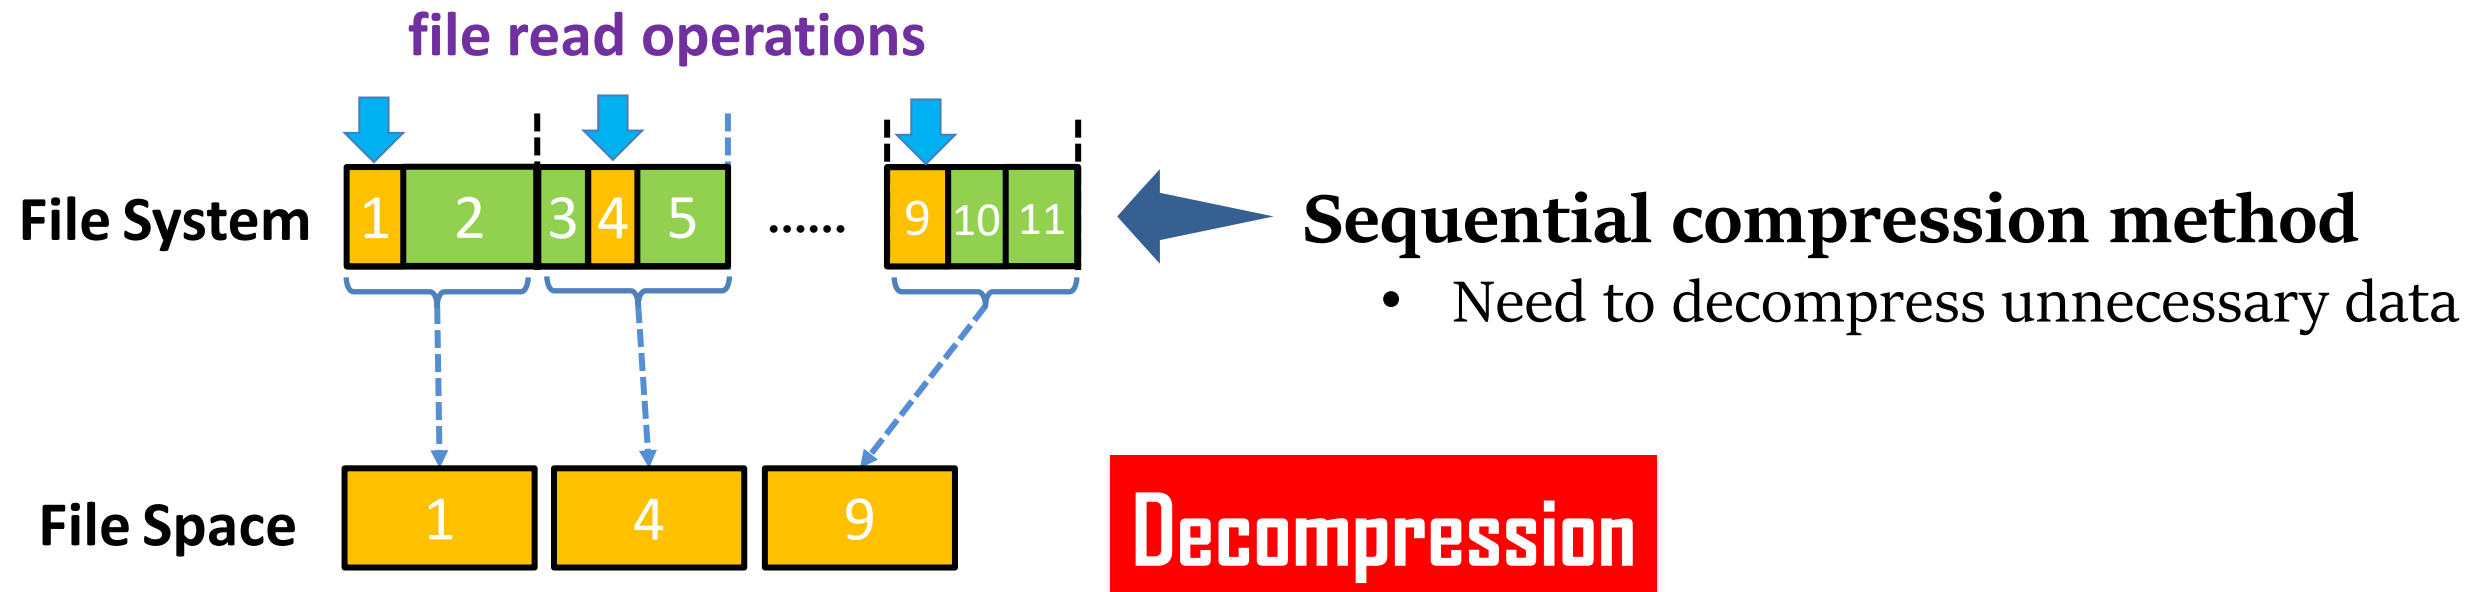 file read operations
File System 1 2 3 4 5 ...... 9 10 11
Sequential compression method
• Need to decompress unnecessary data
File Space 1 4 9
Decompression